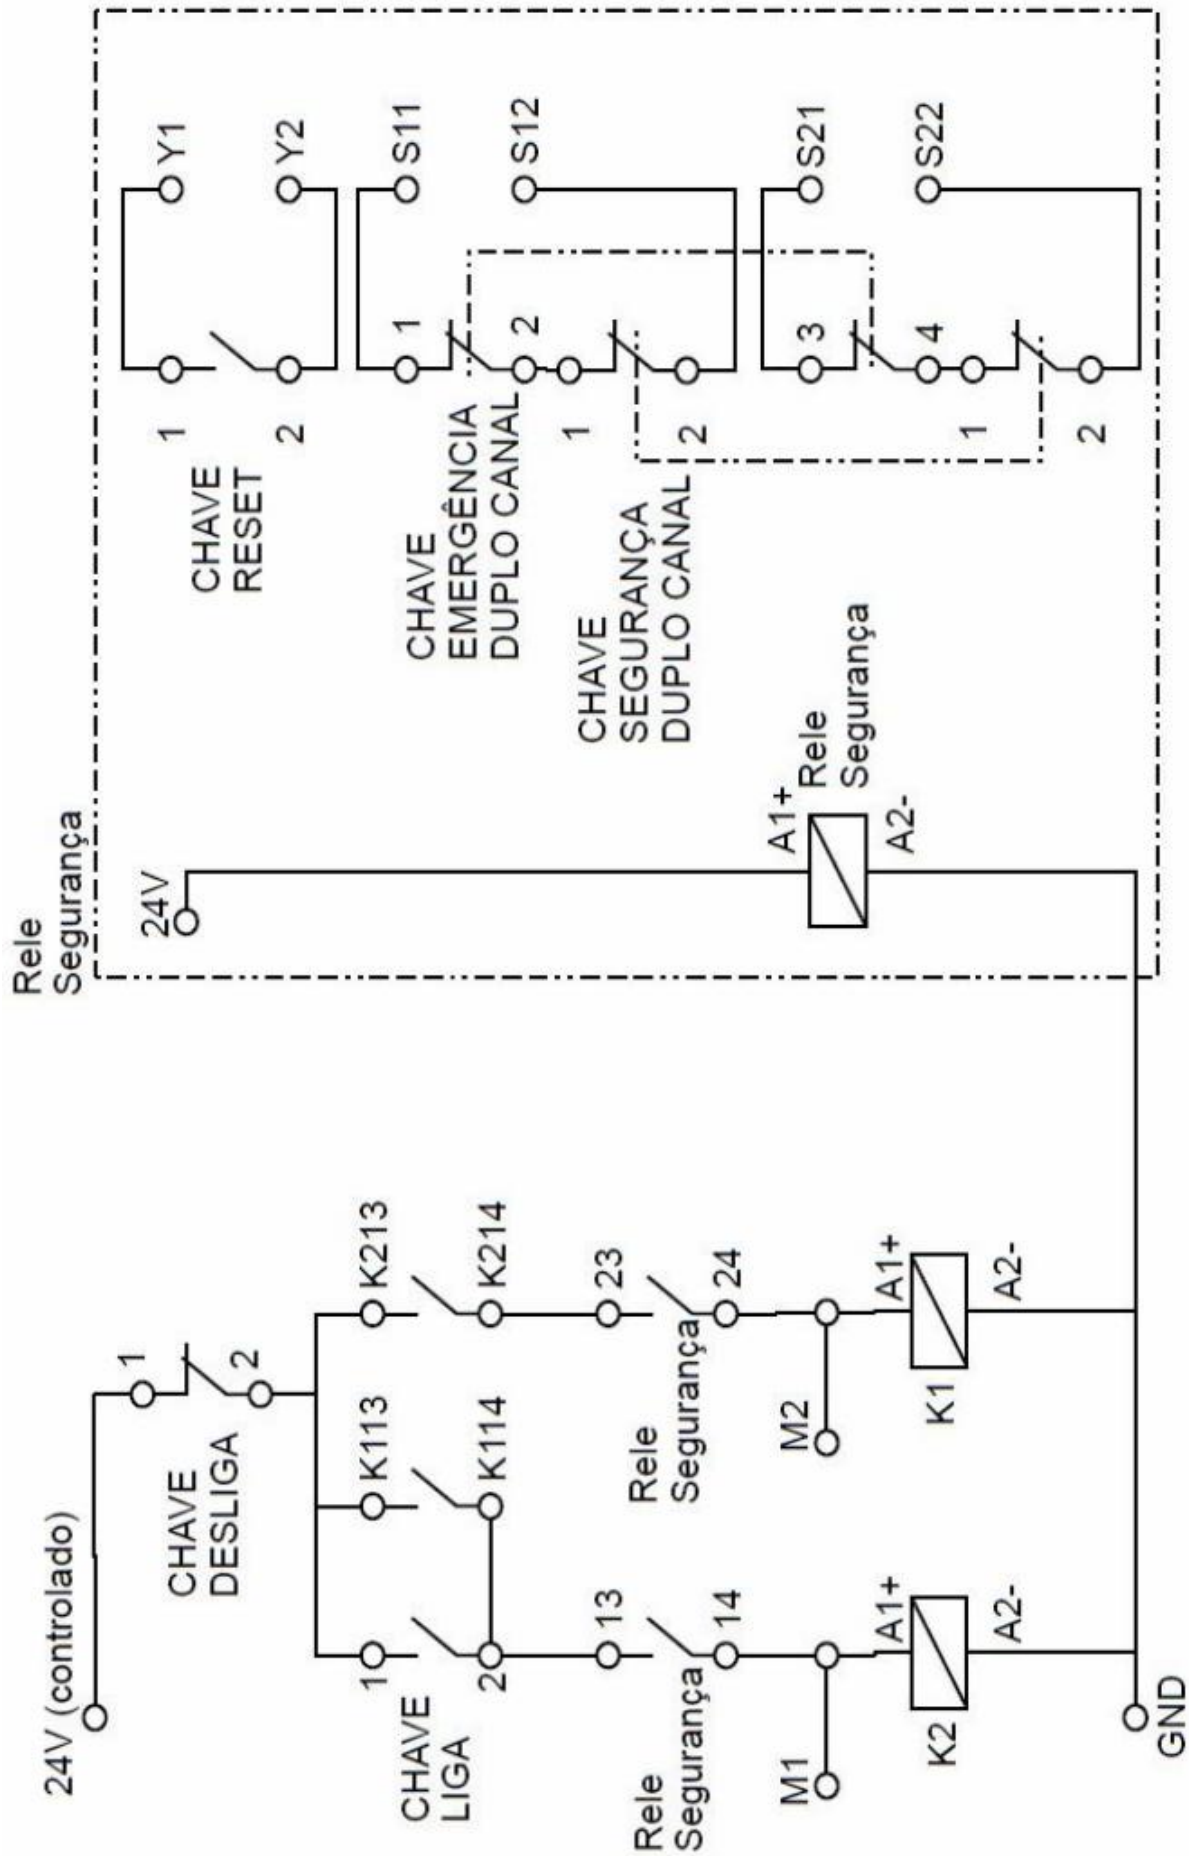 24V (controlado)
1
CHAVE
DESLIGA
2
1
CHAVE
LIGA
2
K113
K114
K213
K214
13
Rele
Segurança
14
23
Rele
Segurança
24
M1
M2
A1+
K2
A2-
A1+
K1
A2-
GND
Rele
Segurança
24V
A1+
Rele
Segurança
A2-
1
CHAVE
RESET
2
Y1
Y2
1
CHAVE
EMERGÊNCIA
DUPLO CANAL
2
S11
S12
1
CHAVE
SEGURANÇA
DUPLO CANAL
2
3
4
S21
S22
1
2